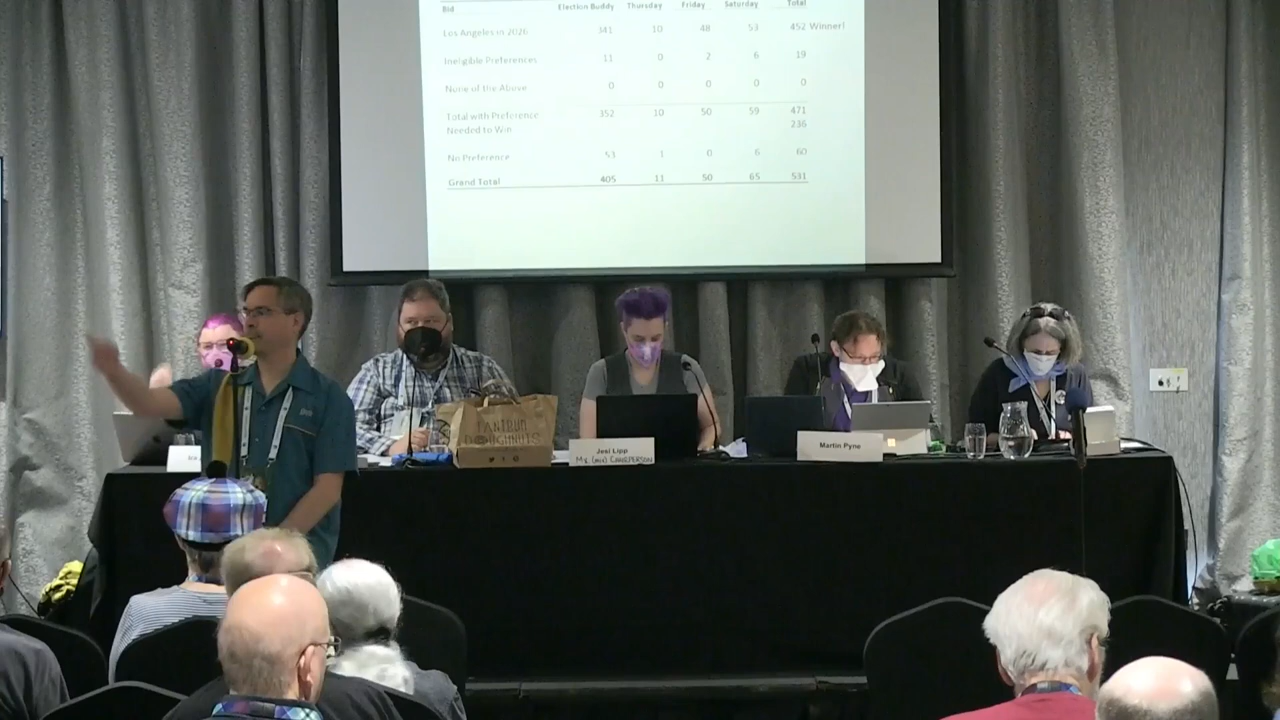 Bid Election Buddy Thursday Friday Saturday Total
Los Angeles in 2026 341 10 48 53 452 Winner!
Ineligible Preferences 11 0 2 6 19
None of the Above 0 0 0 0 0
Total with Preference 352 10 50 59 471
Needed to Win 236
No Preference 53 1 0 6 60
Grand Total 405 11 50 65 531
TANTRUM
DOUGHNUTS
Jesi Lipp
Mx. (mix) CHAIRPERSON
Martin Pyne